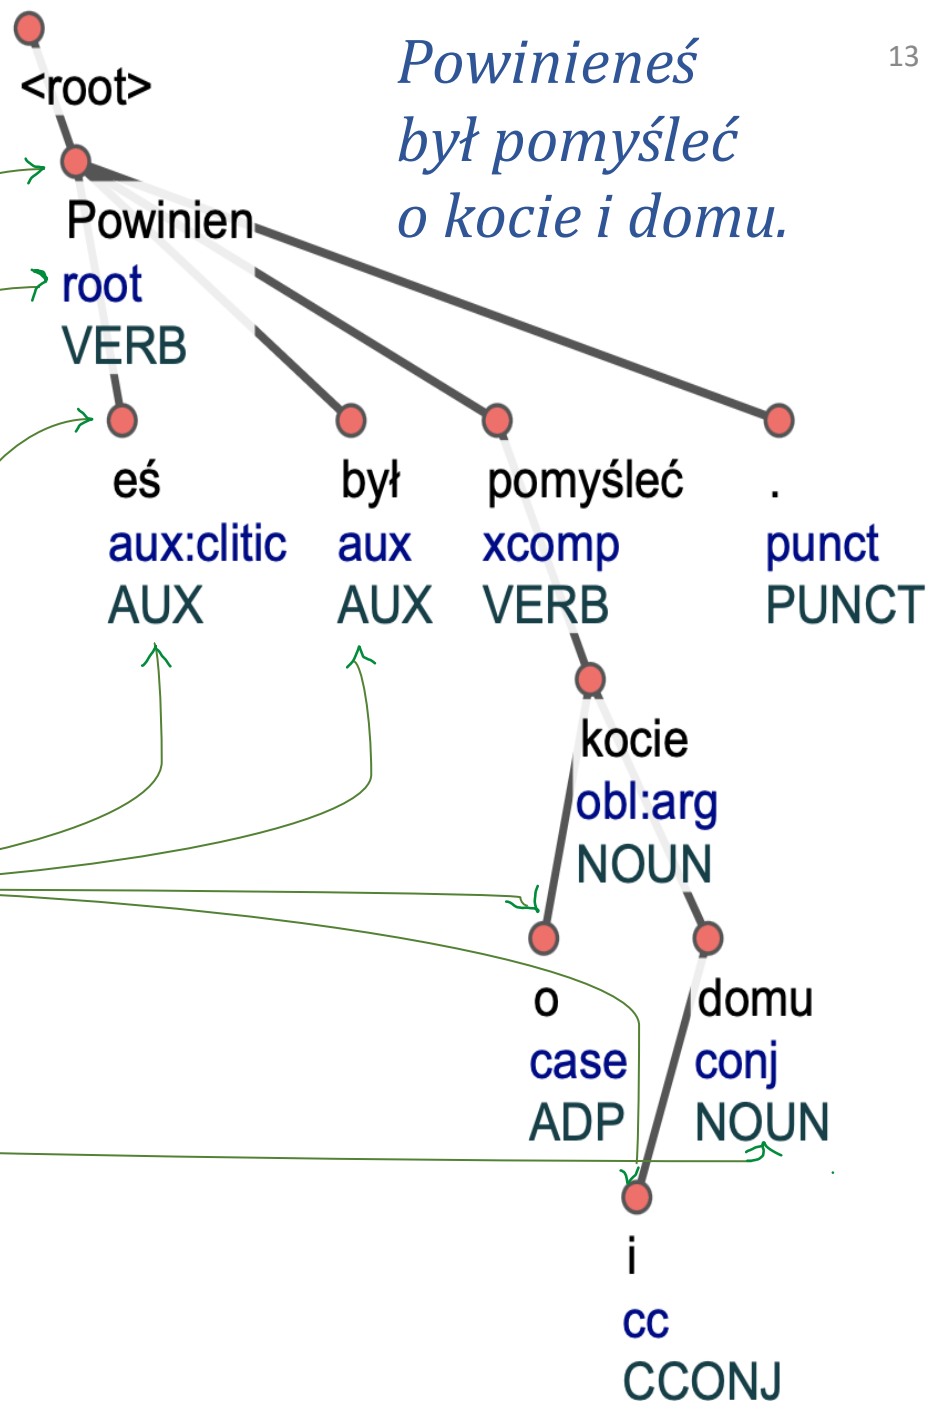 Powinieneś
był pomyśleć
o kocie i domu.
13
<root>
Powinien
root
VERB
eś był pomyśleć .
aux:clitic aux xcomp punct
AUX AUX VERB PUNCT
kocie
obl:arg
NOUN
o domu
case conj
ADP NOUN
i
cc
CCONJ